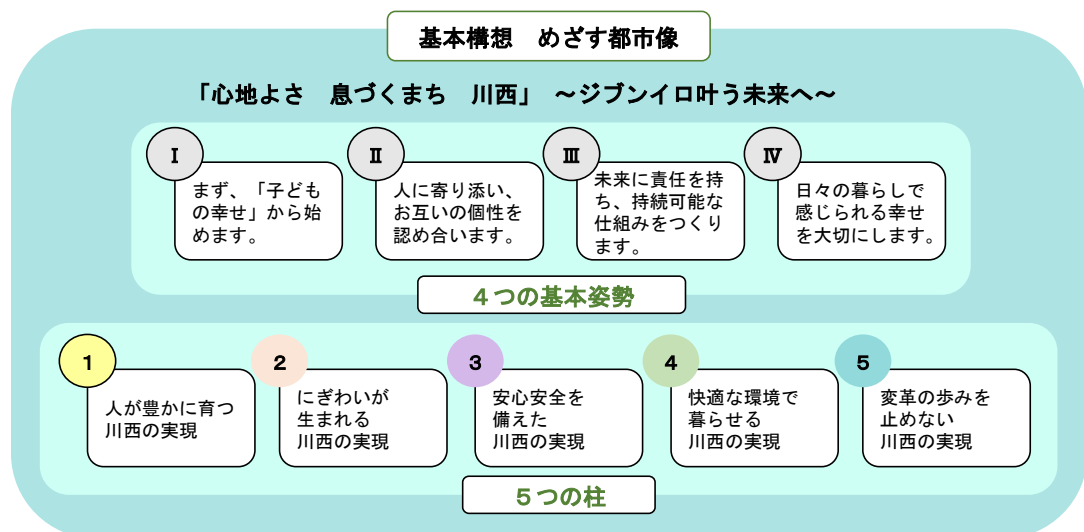 基本構想　めざす都市像
「心地よさ　息づくまち　川西」　～ジブンイロ叶う未来へ～
Ⅰ
まず、「子ども
の幸せ」から始
めます。
Ⅱ
人に寄り添い、
お互いの個性を
認め合います。
Ⅲ
未来に責任を持
ち、持続可能な
仕組みをつくり
ます。
Ⅳ
日々の暮らしで
感じられる幸せ
を大切にします。
４つの基本姿勢
1
人が豊かに育つ
川西の実現
2
にぎわいが
生まれる
川西の実現
3
安心安全を
備えた
川西の実現
4
快適な環境で
暮らせる
川西の実現
5
変革の歩みを
止めない
川西の実現
５つの柱